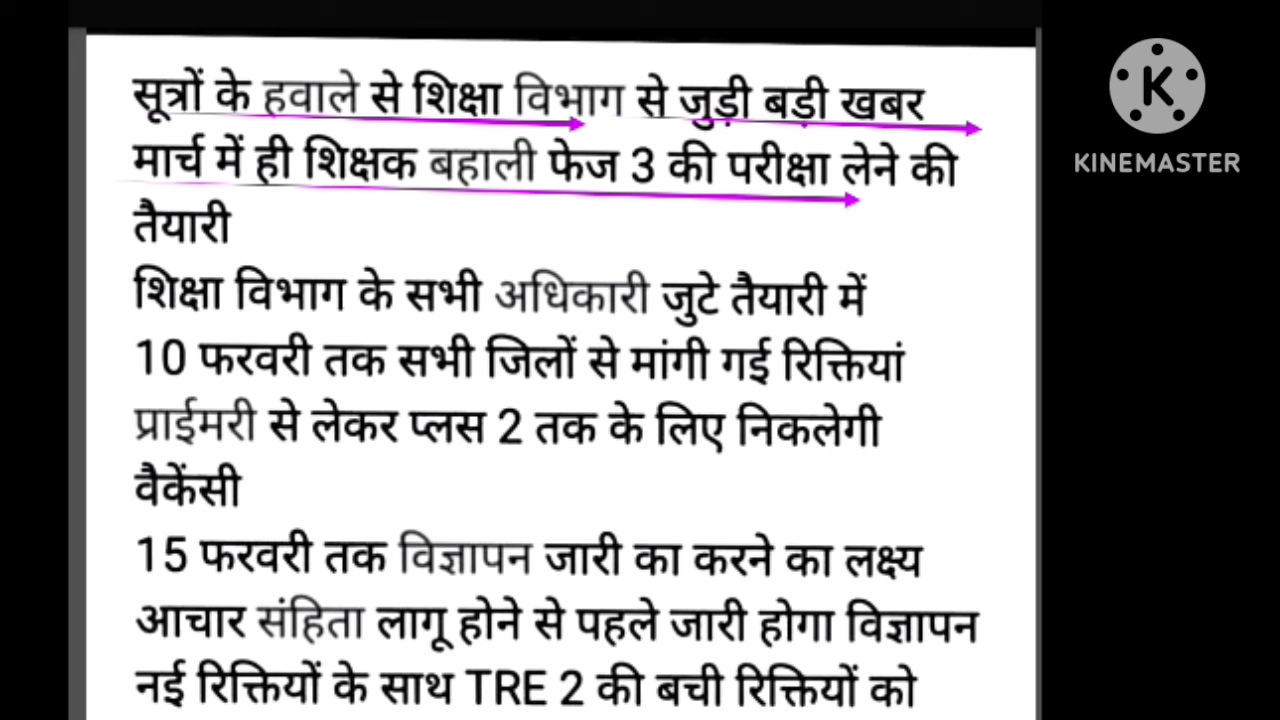 सूत्रों के हवाले से शिक्षा विभाग से जुड़ी बड़ी खबर
मार्च में ही शिक्षक बहाली फेज 3 की परीक्षा लेने की
तैयारी
शिक्षा विभाग के सभी अधिकारी जुटे तैयारी में
10 फरवरी तक सभी जिलों से मांगी गई रिक्तियां
प्राईमरी से लेकर प्लस 2 तक के लिए निकलेगी
वैकेंसी
15 फरवरी तक विज्ञापन जारी का करने का लक्ष्य
आचार संहिता लागू होने से पहले जारी होगा विज्ञापन
नई रिक्तियों के साथ TRE 2 की बची रिक्तियों को
K
KINEMASTER